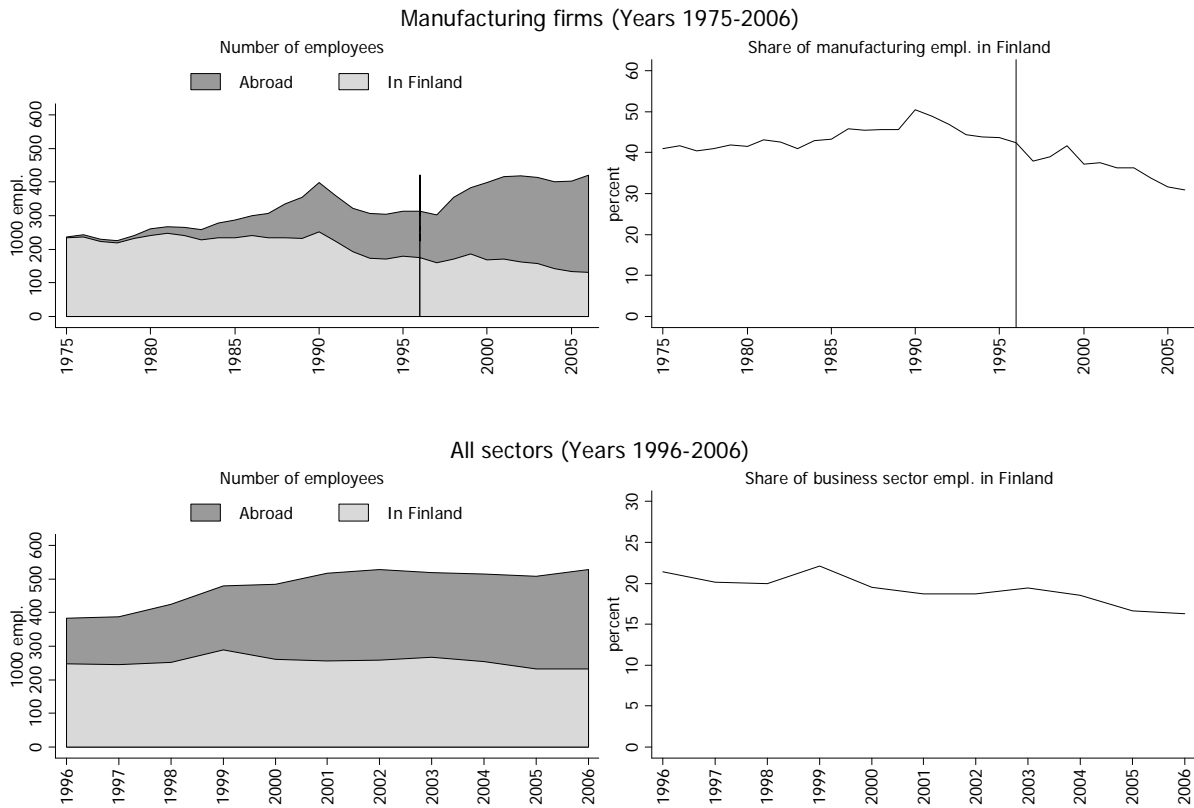 Manufacturing firms (Years 1975-2006)
Number of employees
Abroad
In Finland
1000 empl.
0 100 200 300 400 500 600
1975 1980 1985 1990 1995 2000 2005
Share of manufacturing empl. in Finland
percent
0 10 20 30 40 50 60
1975 1980 1985 1990 1995 2000 2005
All sectors (Years 1996-2006)
Number of employees
Abroad
In Finland
1000 empl.
0 100 200 300 400 500 600
1996 1997 1998 1999 2000 2001 2002 2003 2004 2005 2006
Share of business sector empl. in Finland
percent
0 5 10 15 20 25 30
1996 1997 1998 1999 2000 2001 2002 2003 2004 2005 2006